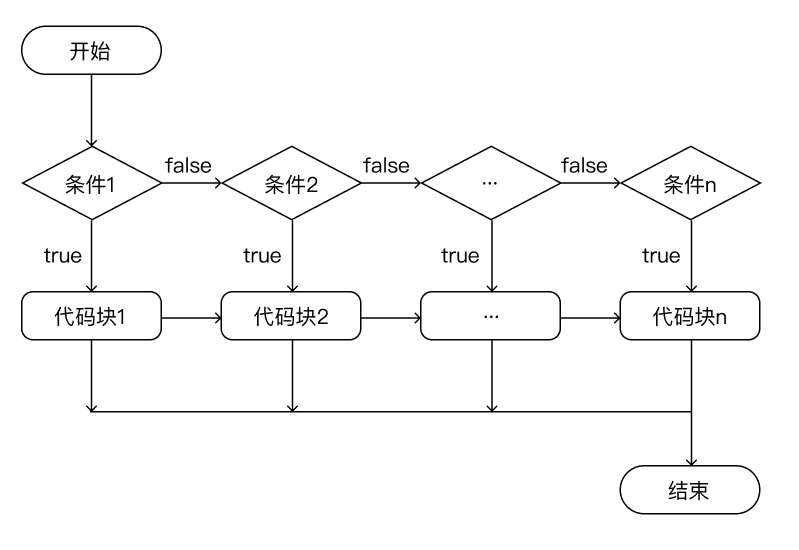 开始
条件1
false
条件2
false
...
false
条件n
true
true
true
true
代码块1
代码块2
...
代码块n
结束